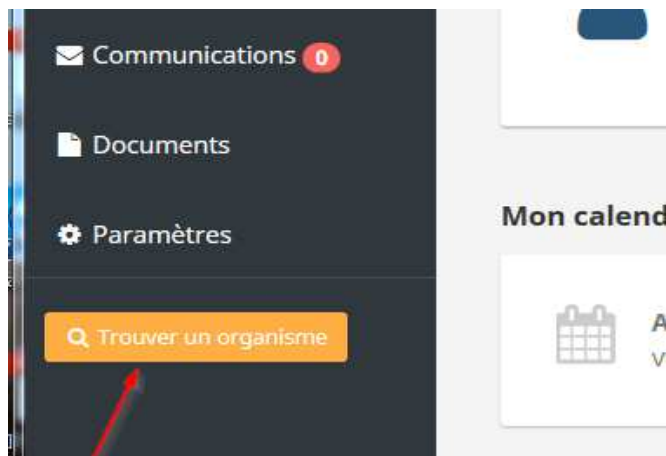 Communications 0
Documents
Paramètres
Trouver un organisme
Mon calend
A
V